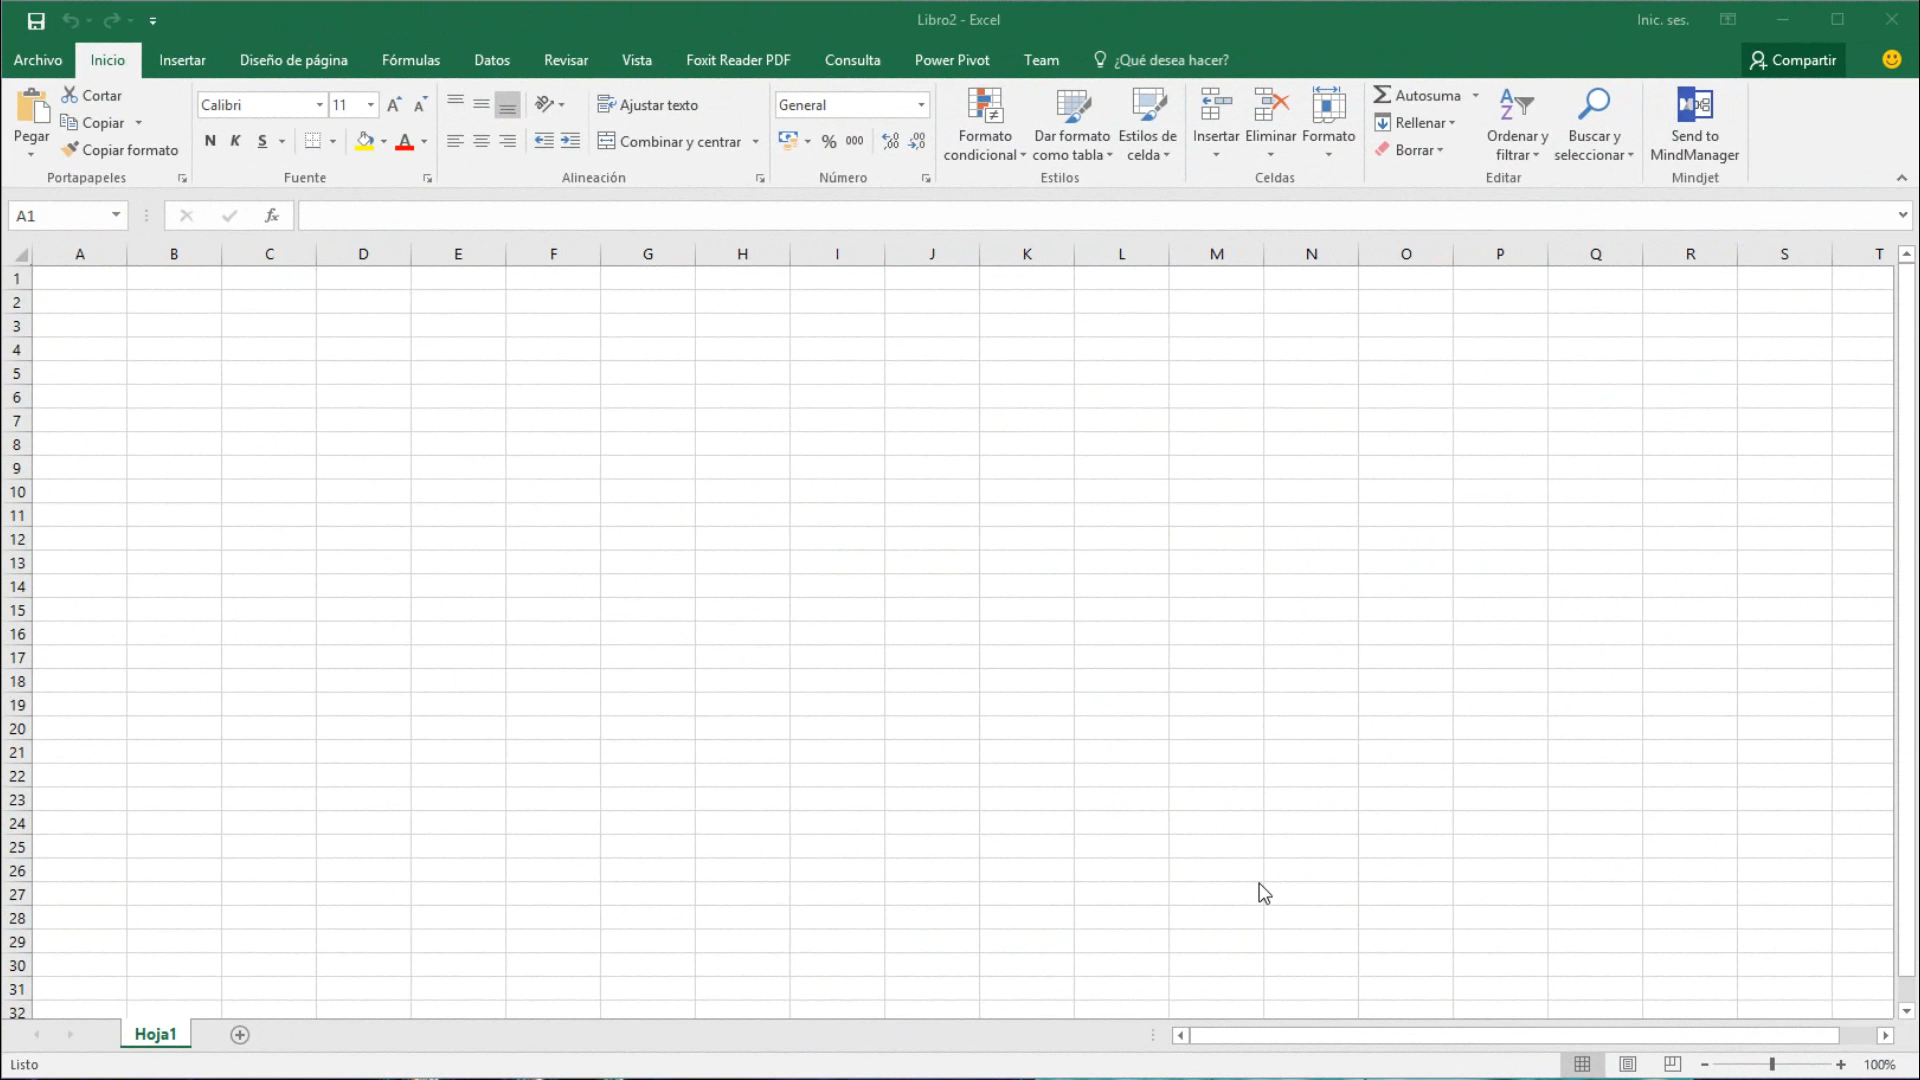 Libro2 - Excel
Inic. ses.
Archivo Inicio Insertar Diseño de página Fórmulas Datos Revisar Vista Foxit Reader PDF Consulta Power Pivot Team ¿Qué desea hacer? Compartir
Pegar
Cortar
Copiar
Copiar formato
Portapapeles
Calibri 11
N K S
Fuente
Ajustar texto
Combinar y centrar
Alineación
General
% 000
Número
Formato condicional
Dar formato como tabla
Estilos de celda
Estilos
Insertar Eliminar Formato
Celdas
Autosuma
Rellenar
Borrar
Ordenar y filtrar
Buscar y seleccionar
Editar
Send to MindManager
Mindjet
A1 fx
A B C D E F G H I J K L M N O P Q R S T
1
2
3
4
5
6
7
8
9
10
11
12
13
14
15
16
17
18
19
20
21
22
23
24
25
26
27
28
29
30
31
32
Hoja1
Listo
100%